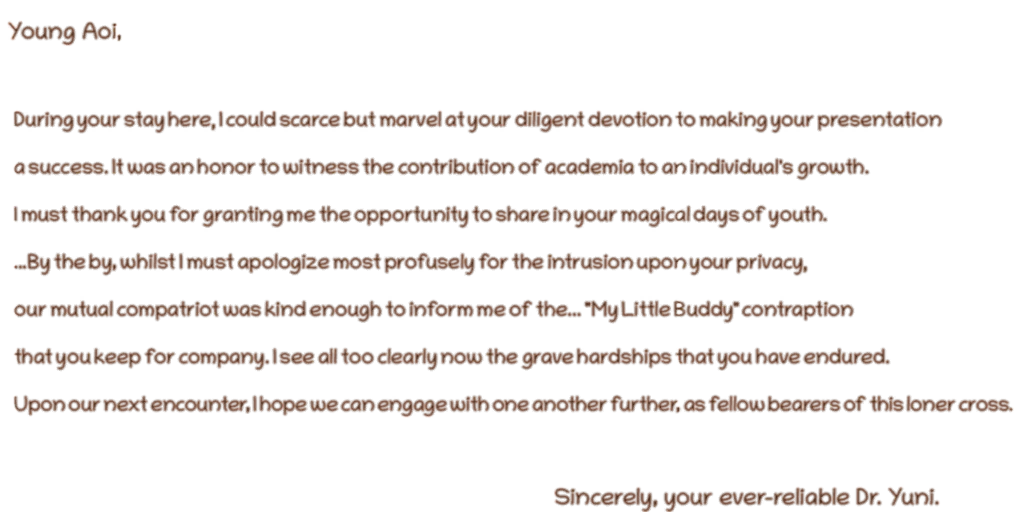 Young Aoi,
During your stay here, I could scarce but marvel at your diligent devotion to making your presentation
a success. It was an honor to witness the contribution of academia to an individual's growth.
I must thank you for granting me the opportunity to share in your magical days of youth.
...By the by, whilst I must apologize most profusely for the intrusion upon your privacy,
our mutual compatriot was kind enough to inform me of the... "My Little Buddy" contraption
that you keep for company. I see all too clearly now the grave hardships that you have endured.
Upon our next encounter, I hope we can engage with one another further, as fellow bearers of this loner cross.
Sincerely, your ever-reliable Dr. Yuni.